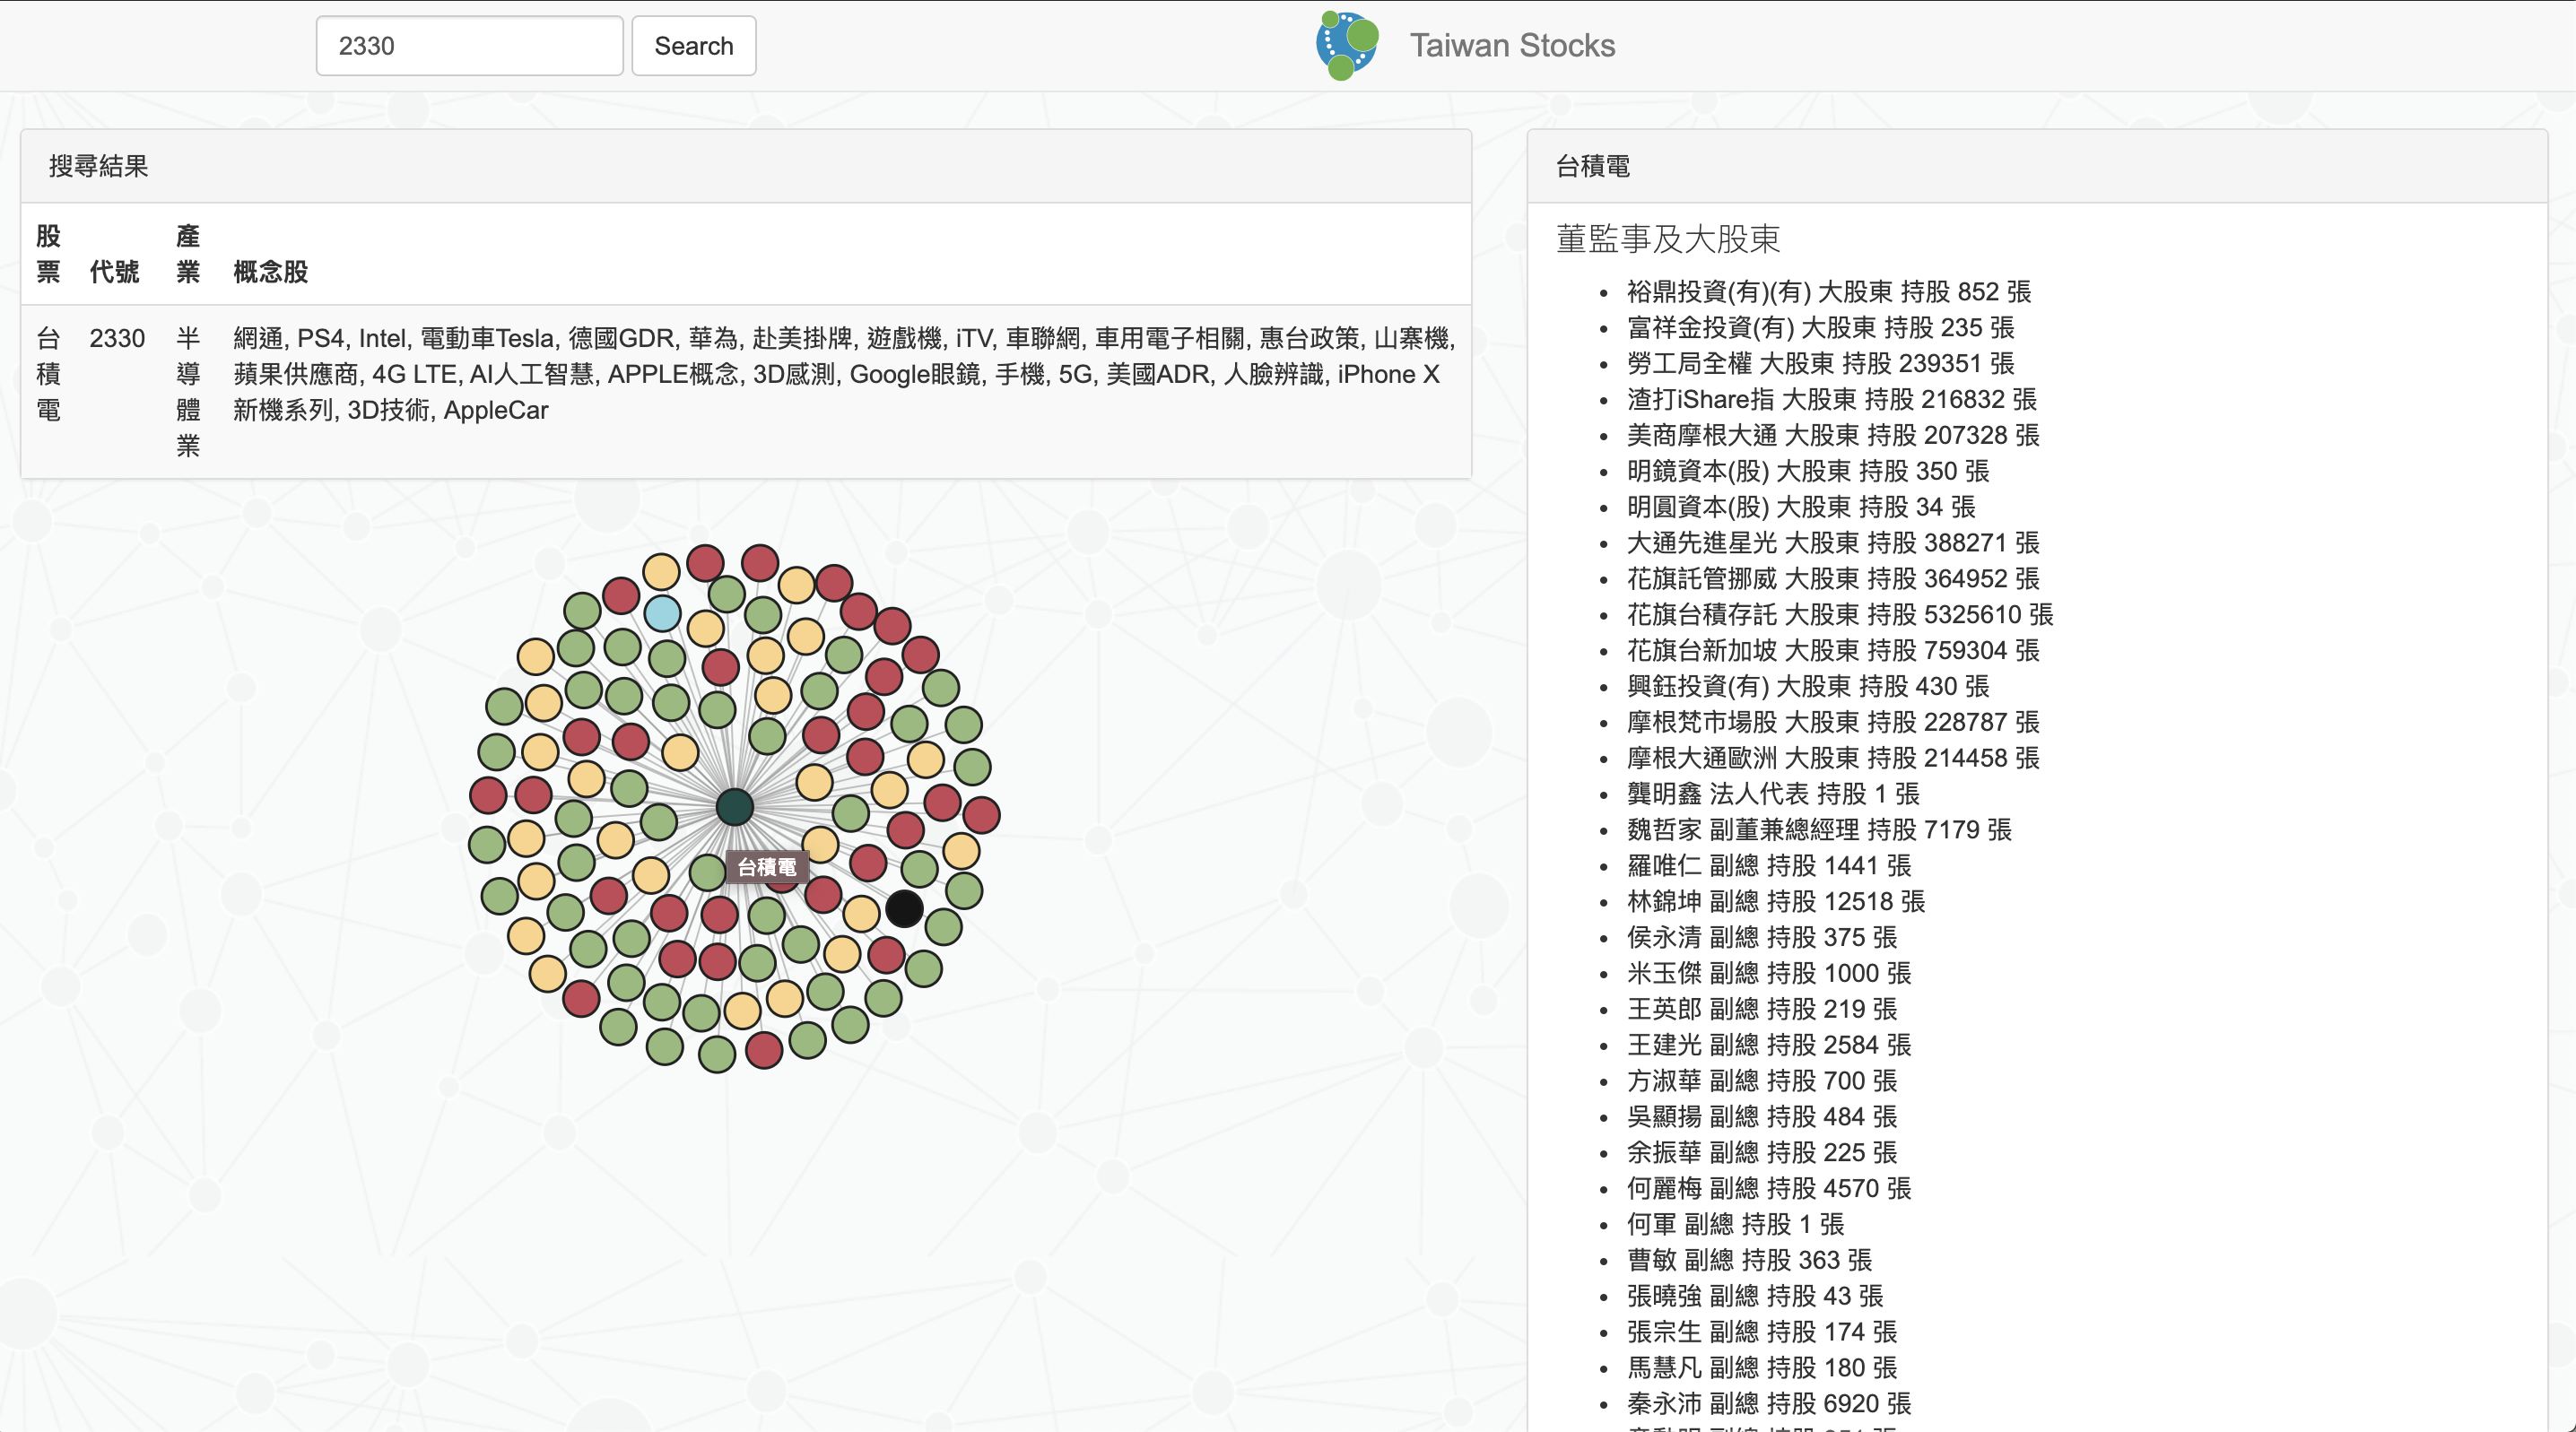 2330
Search
Taiwan Stocks
搜尋結果
股票 代號 產業 概念股
台積電 2330 半導體業 網通, PS4, Intel, 電動車Tesla, 德國GDR, 華為, 赴美掛牌, 遊戲機, iTV, 車聯網, 車用電子相關, 惠台政策, 山寨機,
蘋果供應商, 4G LTE, AI人工智慧, APPLE概念, 3D感測, Google眼鏡, 手機, 5G, 美國ADR, 人臉辨識, iPhone X
新機系列, 3D技術, AppleCar
台積電
台積電
董監事及大股東
裕鼎投資(有)(有) 大股東 持股 852 張
富祥金投資(有) 大股東 持股 235 張
勞工局全權 大股東 持股 239351 張
渣打iShare指 大股東 持股 216832 張
美商摩根大通 大股東 持股 207328 張
明鏡資本(股) 大股東 持股 350 張
明圓資本(股) 大股東 持股 34 張
大通先進星光 大股東 持股 388271 張
花旗託管挪威 大股東 持股 364952 張
花旗台積存託 大股東 持股 5325610 張
花旗台新加坡 大股東 持股 759304 張
興鈺投資(有) 大股東 持股 430 張
摩根梵市場股 大股東 持股 228787 張
摩根大通歐洲 大股東 持股 214458 張
龔明鑫 法人代表 持股 1 張
魏哲家 副董兼總經理 持股 7179 張
羅唯仁 副總 持股 1441 張
林錦坤 副總 持股 12518 張
侯永清 副總 持股 375 張
米玉傑 副總 持股 1000 張
王英郎 副總 持股 219 張
王建光 副總 持股 2584 張
方淑華 副總 持股 700 張
吳顯揚 副總 持股 484 張
余振華 副總 持股 225 張
何麗梅 副總 持股 4570 張
何軍 副總 持股 1 張
曹敏 副總 持股 363 張
張曉強 副總 持股 43 張
張宗生 副總 持股 174 張
馬慧凡 副總 持股 180 張
秦永沛 副總 持股 6920 張